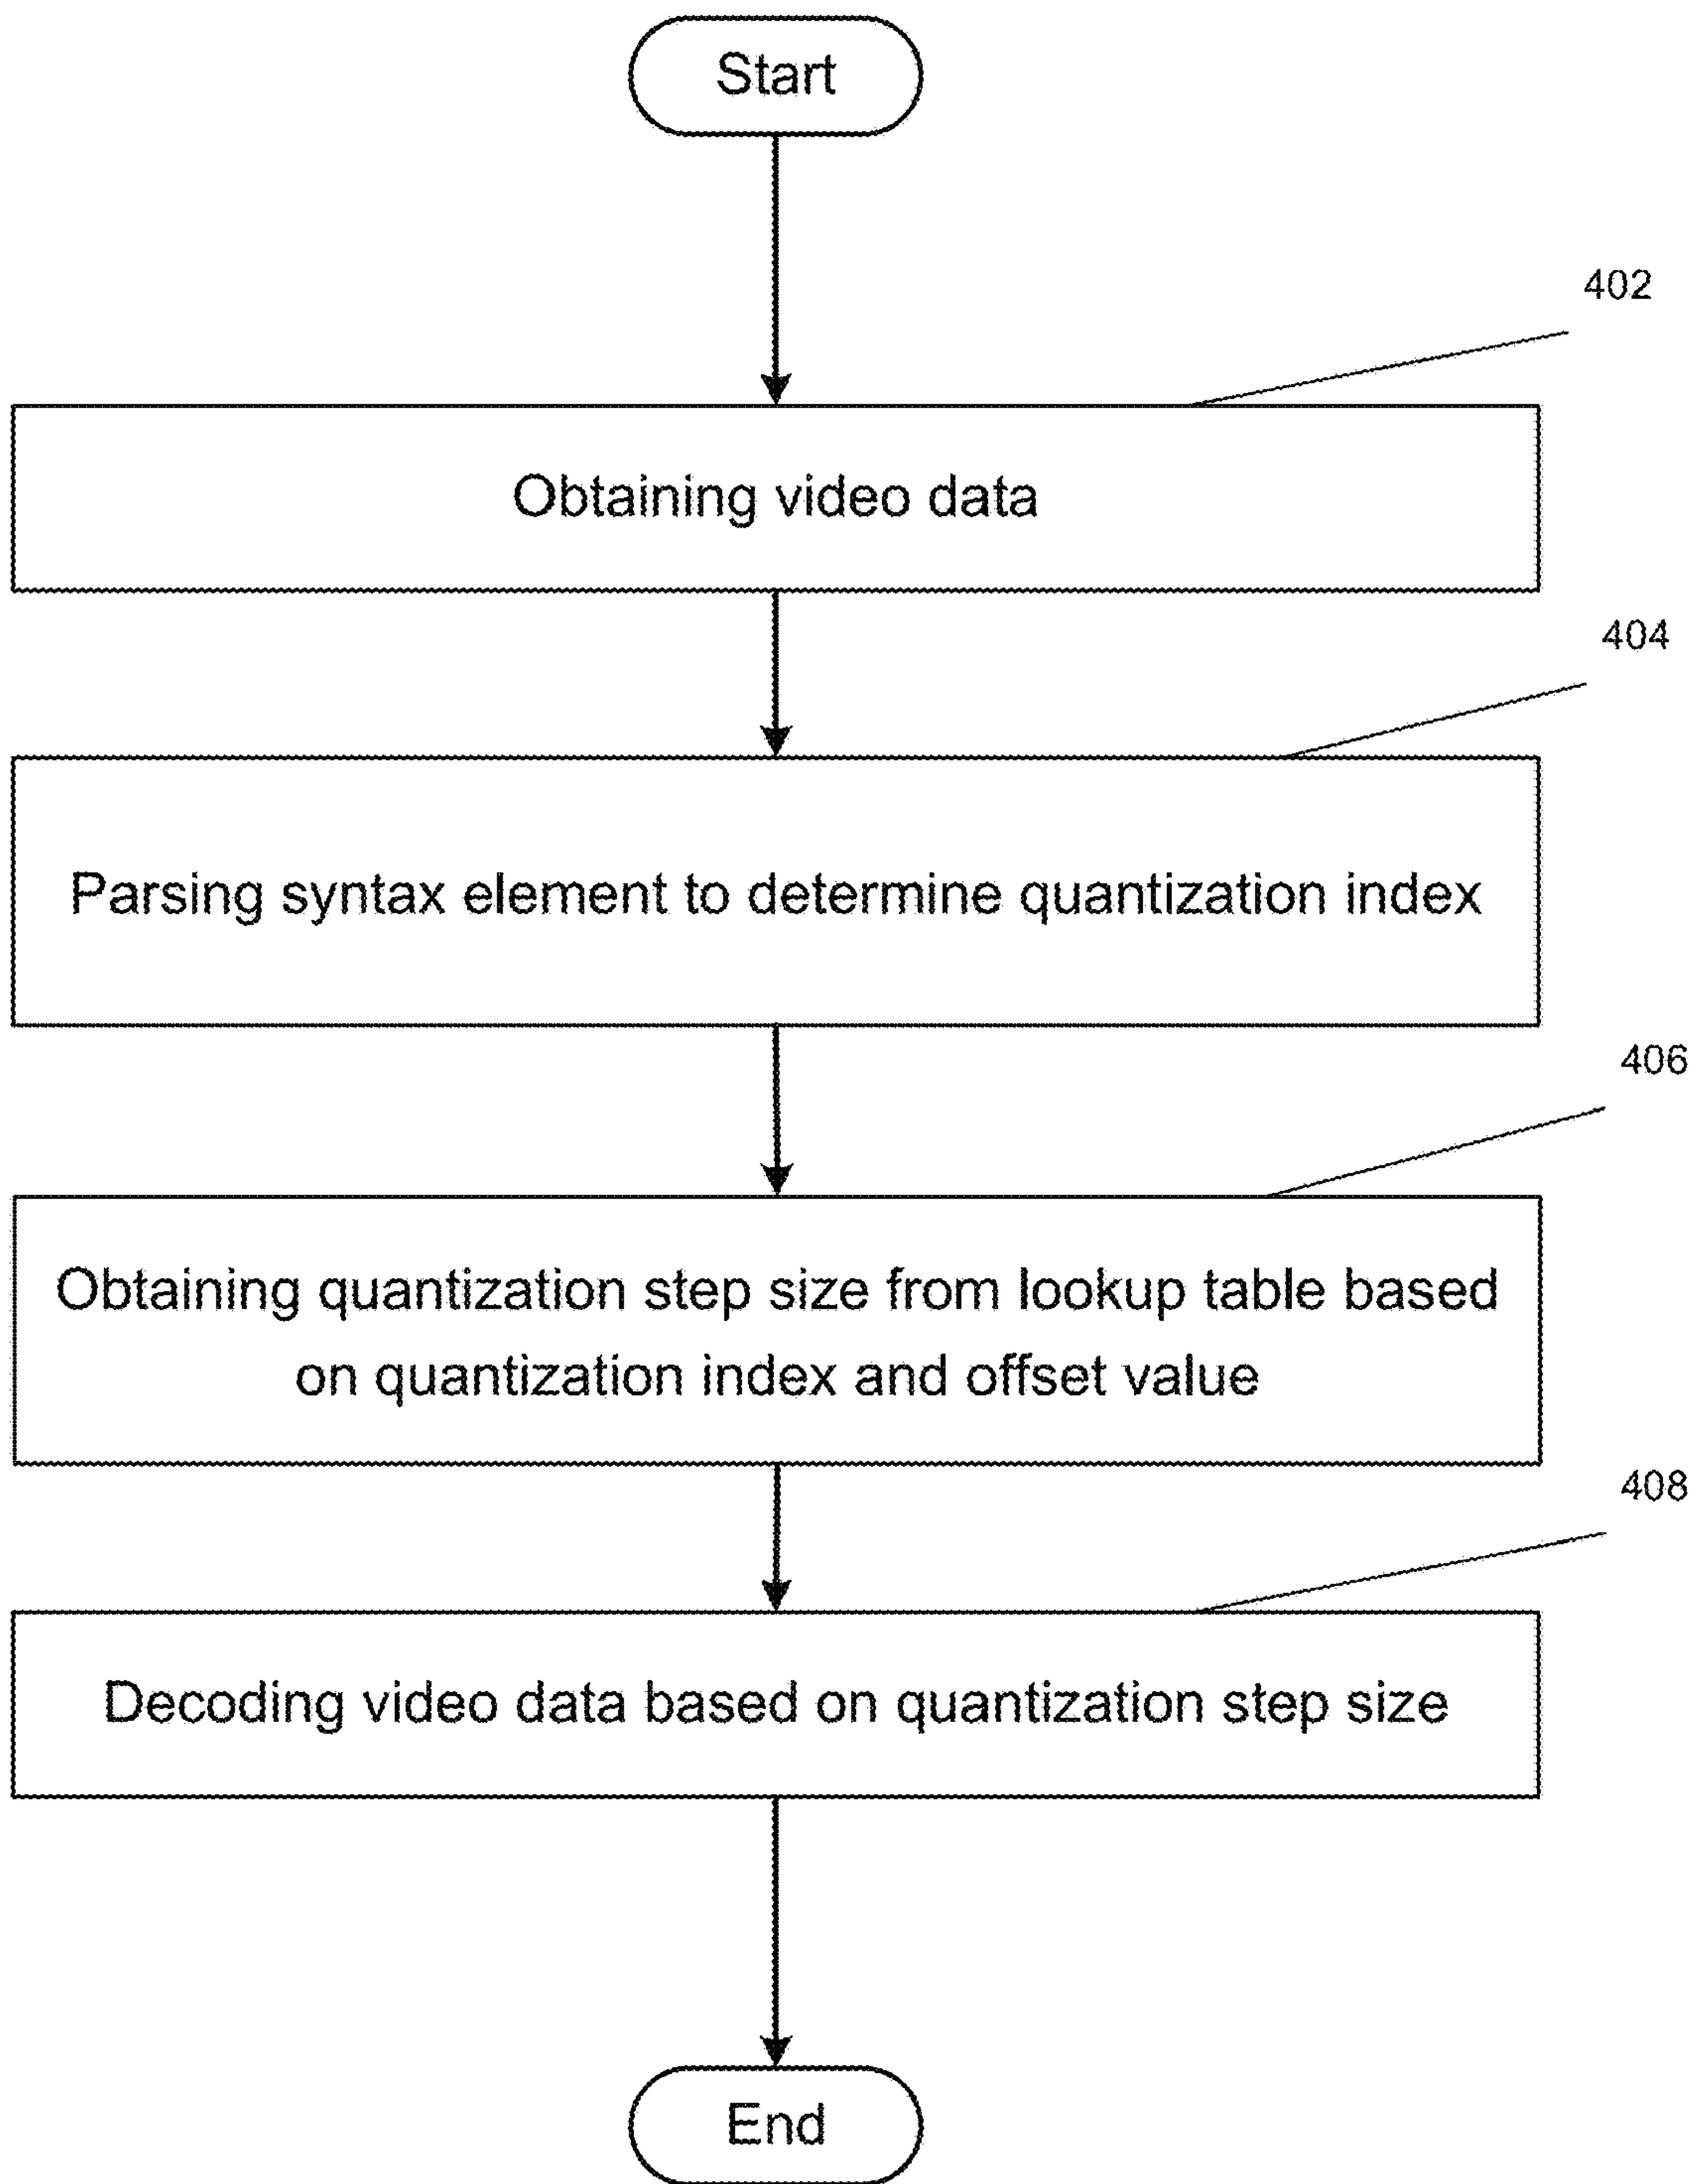 Start
402
Obtaining video data
404
Parsing syntax element to determine quantization index
406
Obtaining quantization step size from lookup table based
on quantization index and offset value
408
Decoding video data based on quantization step size
End